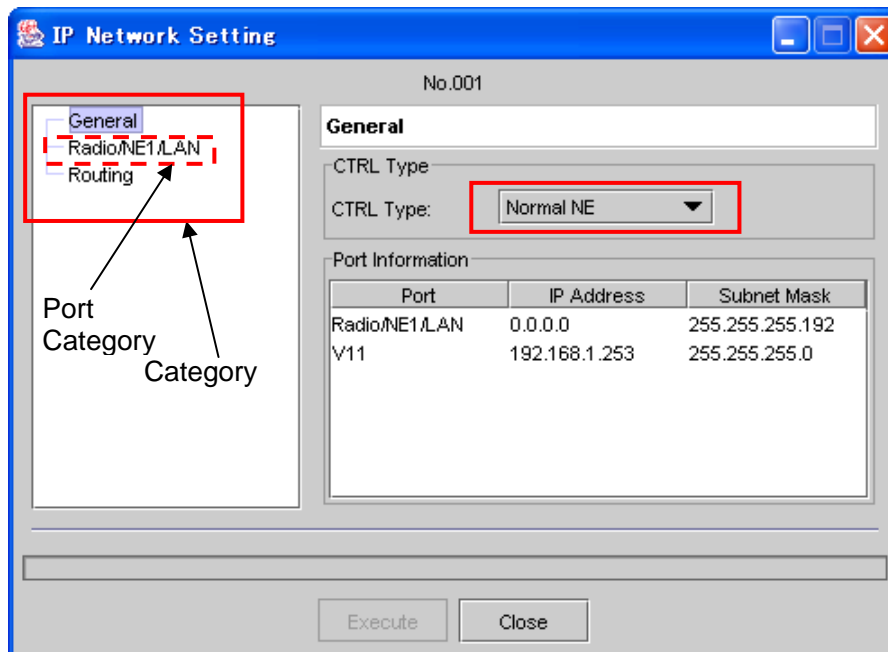 IP Network Setting
No.001
General
Radio/NE1/LAN
Routing
Port
Category
Category
General
CTRL Type
CTRL Type: Normal NE
Port Information
Port IP Address Subnet Mask
Radio/NE1/LAN 0.0.0.0 255.255.255.192
V11 192.168.1.253 255.255.255.0
Execute Close